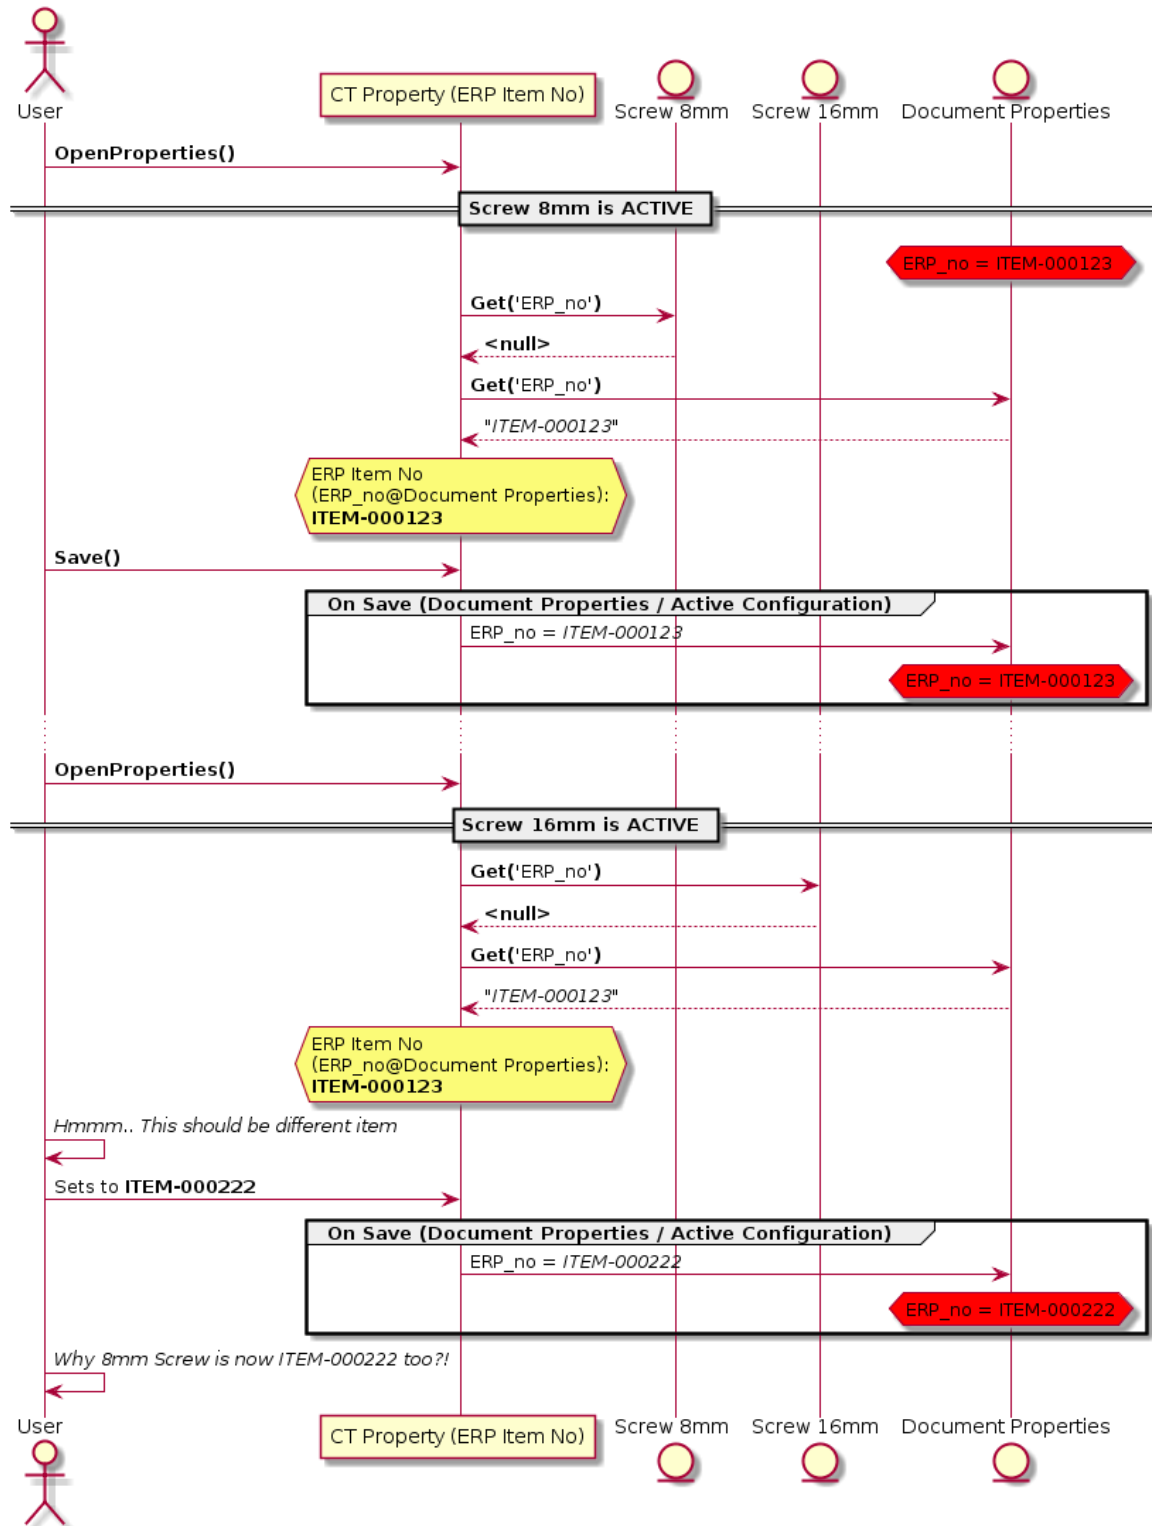 User
CT Property (ERP Item No)
Screw 8mm
Screw 16mm
Document Properties
OpenProperties()
Screw 8mm is ACTIVE
ERP_no = ITEM-000123
Get('ERP_no')
<null>
Get('ERP_no')
"ITEM-000123"
ERP Item No
(ERP_no@Document Properties):
ITEM-000123
Save()
On Save (Document Properties / Active Configuration)
ERP_no = ITEM-000123
ERP_no = ITEM-000123
OpenProperties()
Screw 16mm is ACTIVE
Get('ERP_no')
<null>
Get('ERP_no')
"ITEM-000123"
ERP Item No
(ERP_no@Document Properties):
ITEM-000123
Hmmm.. This should be different item
Sets to ITEM-000222
On Save (Document Properties / Active Configuration)
ERP_no = ITEM-000222
ERP_no = ITEM-000222
Why 8mm Screw is now ITEM-000222 too?!
User
CT Property (ERP Item No)
Screw 8mm
Screw 16mm
Document Properties